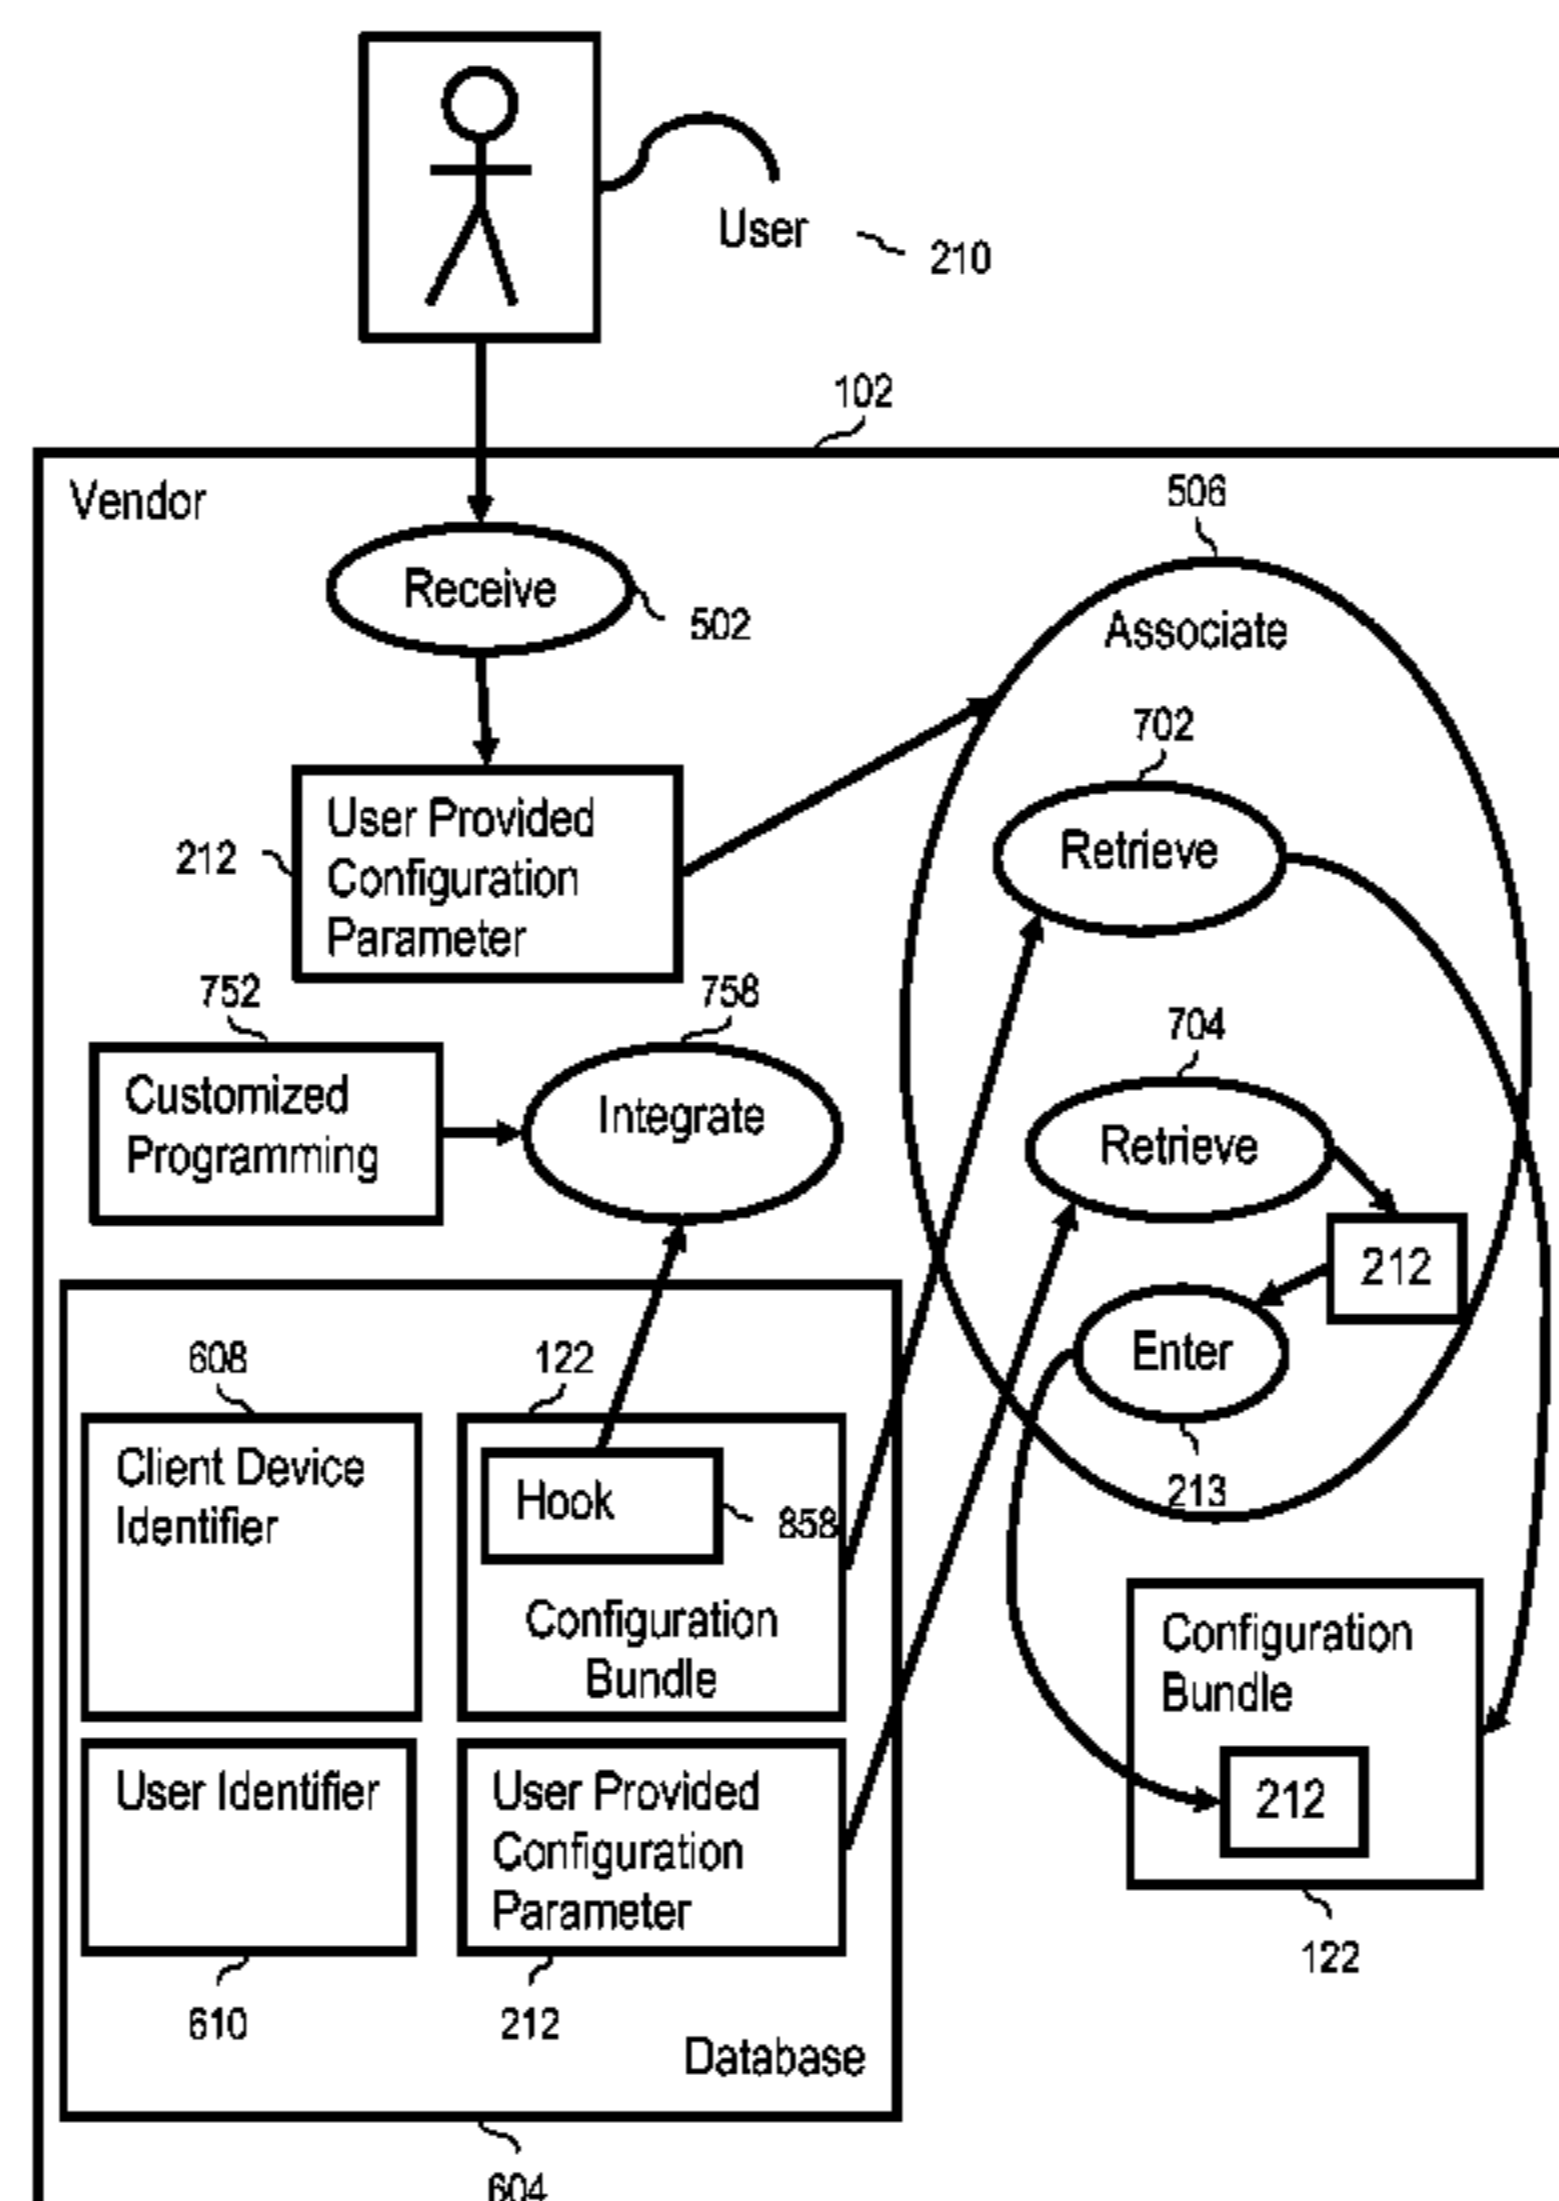 User
210
102
Vendor
506
Receive
502
Associate
702
User Provided
Configuration
Parameter
212
Retrieve
752
758
704
Customized
Programming
Integrate
Retrieve
212
608
122
Enter
Client Device
Identifier
Hook
858
213
Configuration
Bundle
Configuration
Bundle
User Identifier
User Provided
Configuration
Parameter
212
122
610
212
Database
604